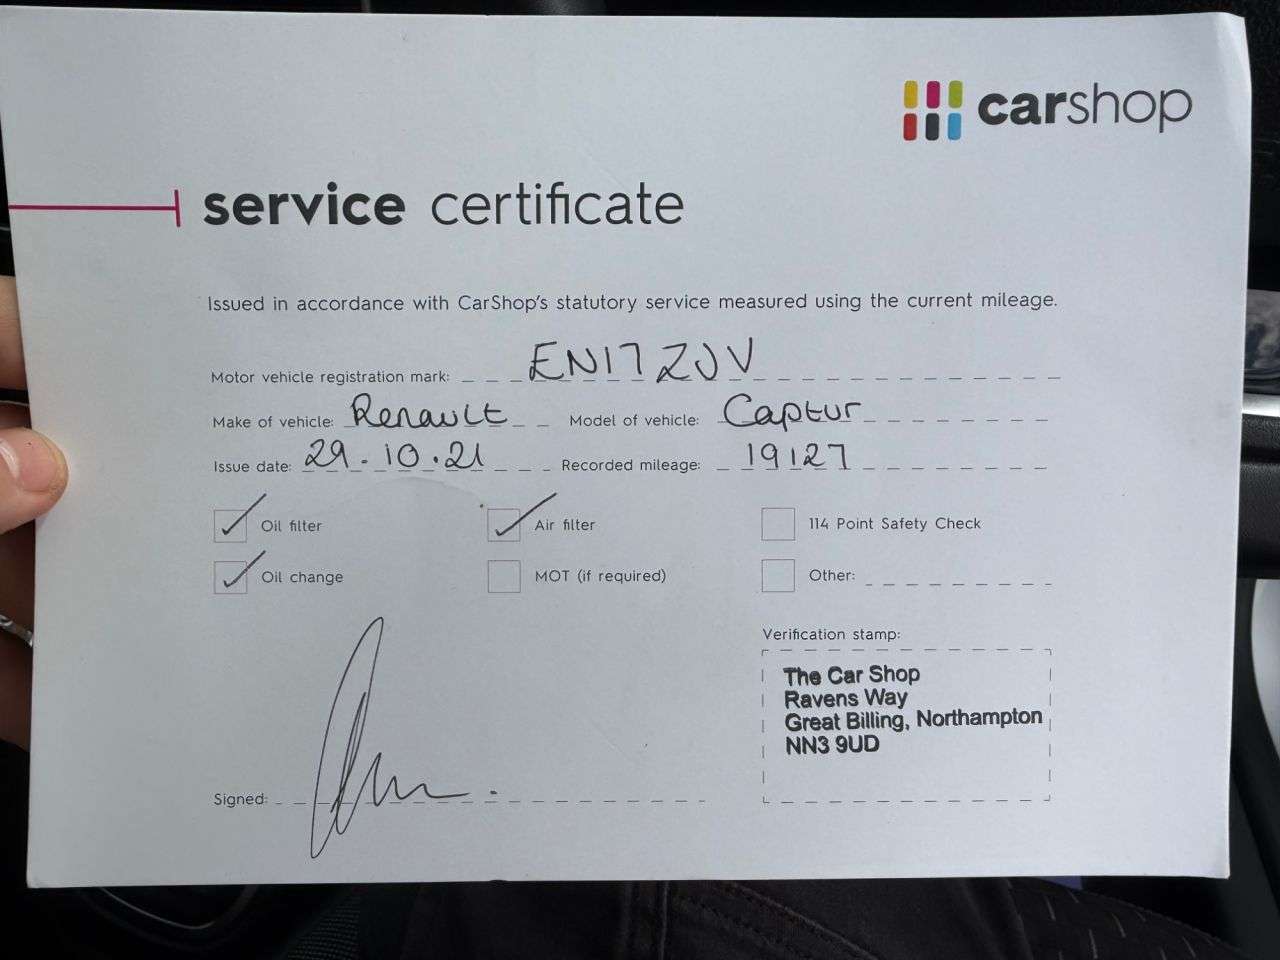 carshop
service certificate
Issued in accordance with CarShop's statutory service measured using the current mileage.
Motor vehicle registration mark: EN17 ZJV
Make of vehicle: Renault Model of vehicle: Captur
Issue date: 29.10.21 Recorded mileage: 19127
Oil filter Air filter 114 Point Safety Check
Oil change MOT (if required) Other:
Verification stamp:
The Car Shop
Ravens Way
Great Billing, Northampton
NN3 9UD
Signed: